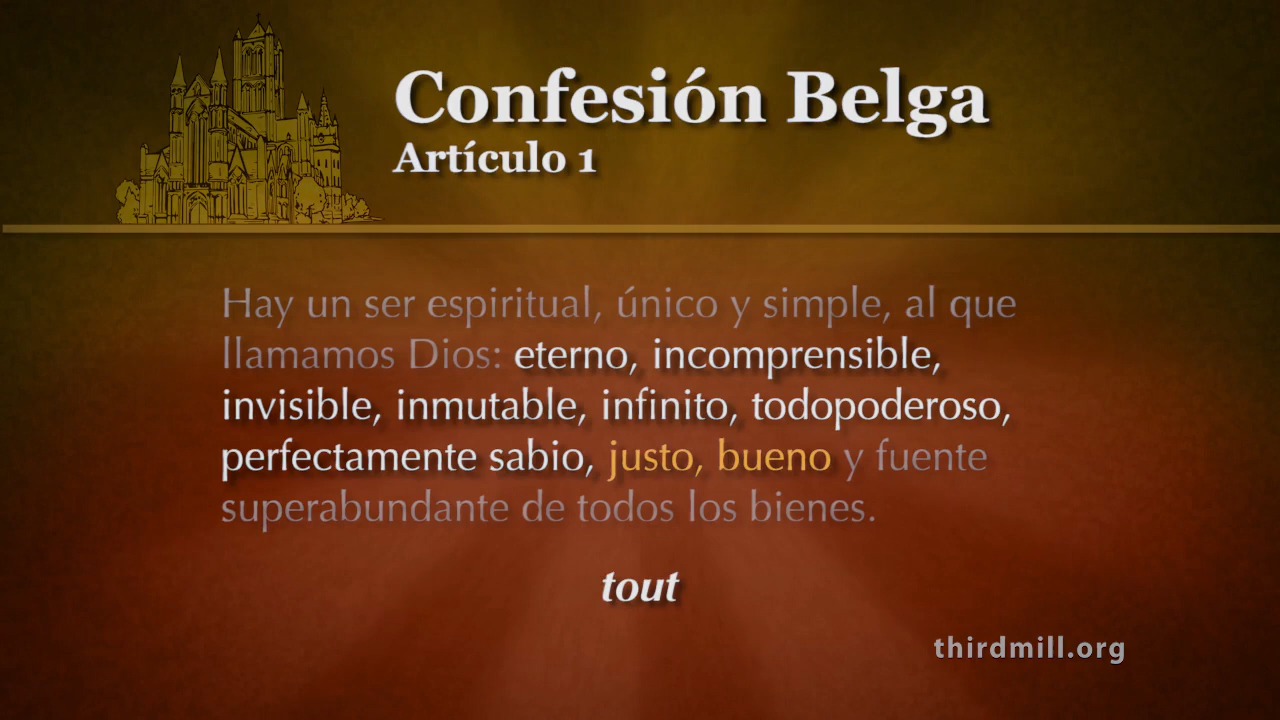 Confesión Belga
Artículo 1
Hay un ser espiritual, único y simple, al que
llamamos Dios: eterno, incomprensible,
invisible, inmutable, infinito, todopoderoso,
perfectamente sabio, justo, bueno y fuente
superabundante de todos los bienes.
tout
thirdmill.org